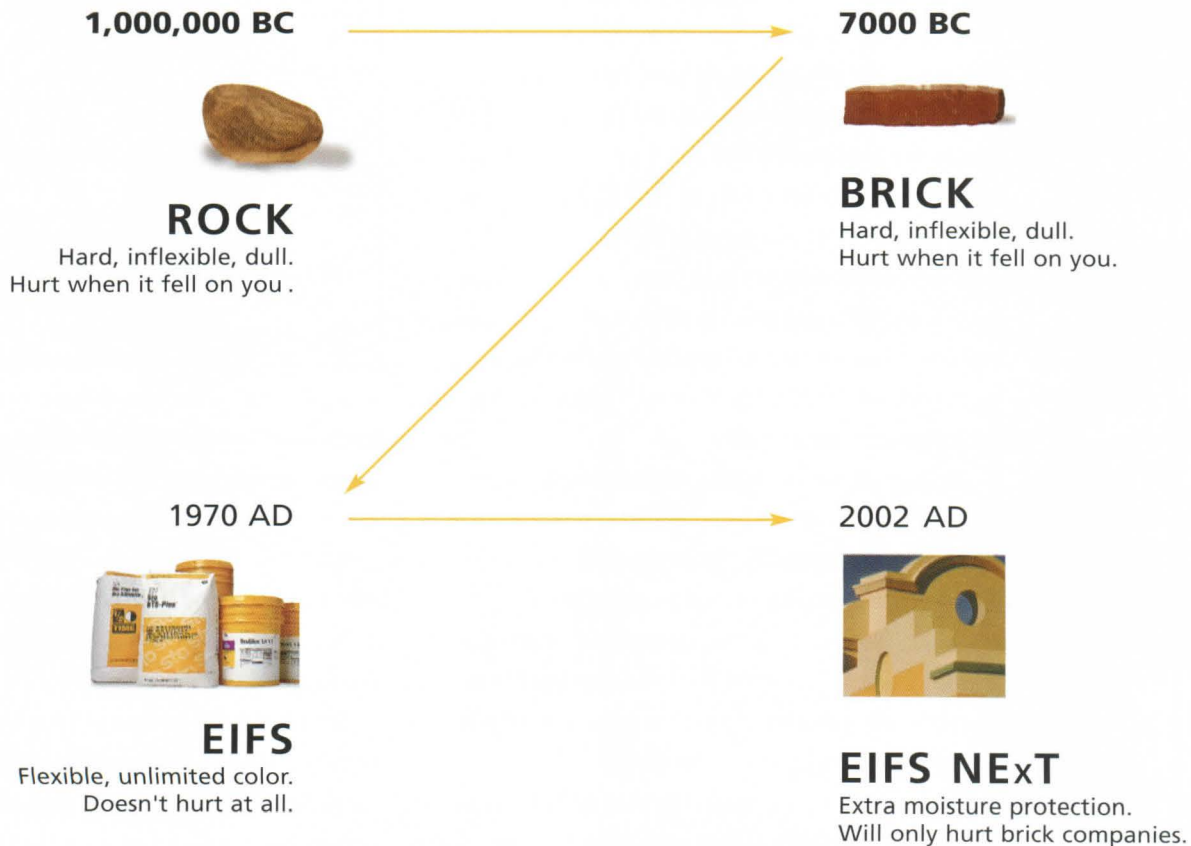 1,000,000 BC
7000 BC
ROCK
Hard, inflexible, dull.
Hurt when it fell on you.
BRICK
Hard, inflexible, dull.
Hurt when it fell on you.
1970 AD
2002 AD
sto
EIFS
Flexible, unlimited color.
Doesn't hurt at all.
EIFS NExT
Extra moisture protection.
Will only hurt brick companies.